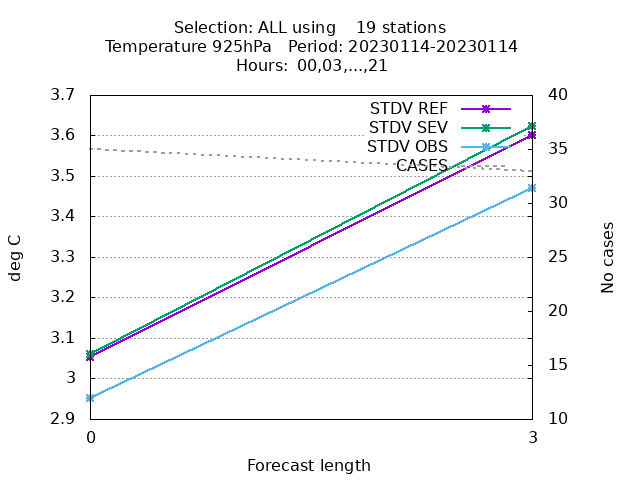 Selection: ALL using    19 stations
Temperature 925hPa   Period: 20230114-20230114
Hours:  00,03,...,21
3.7
3.6
3.5
3.4
3.3
3.2
3.1
3
2.9
40
35
30
25
20
15
10
STDV REF
STDV SEV
STDV OBS
CASES
deg C
No cases
0
3
Forecast length